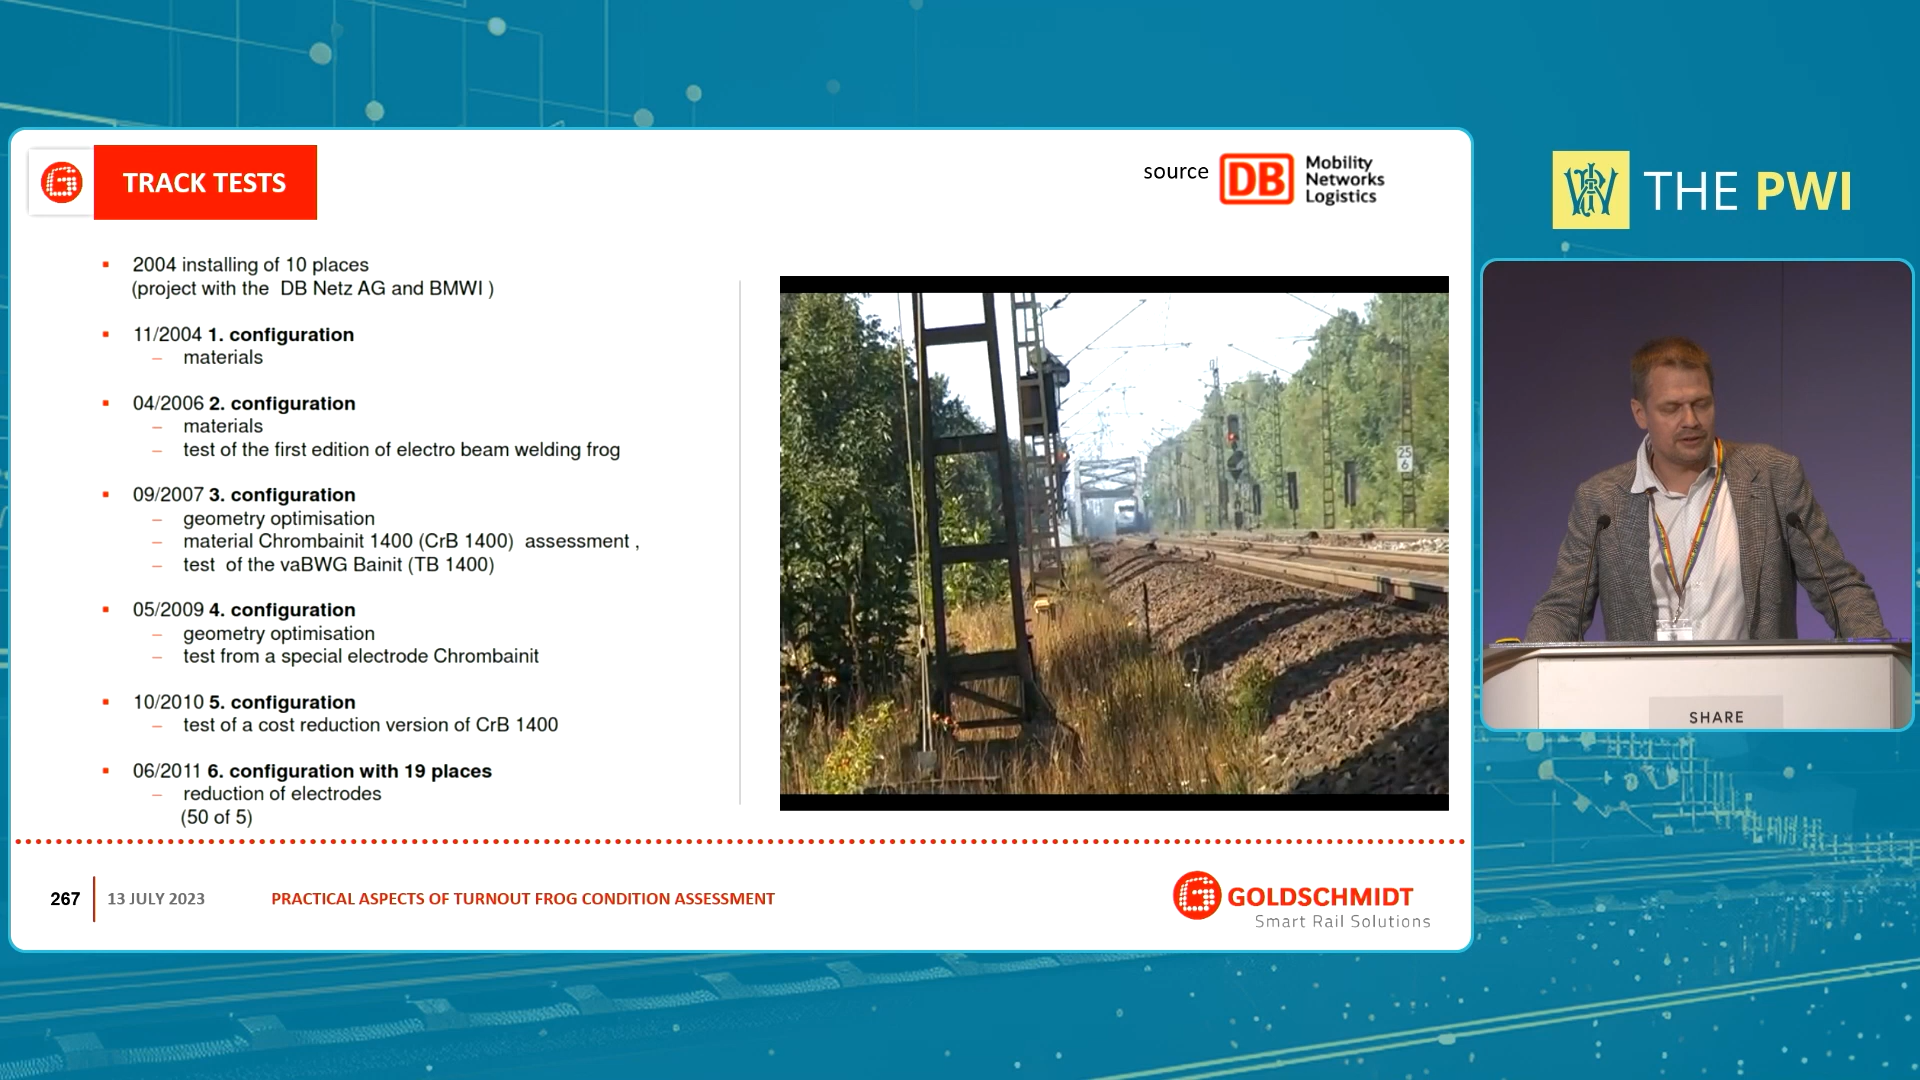 TRACK TESTS
source
DB
Mobility
Networks
Logistics
2004 installing of 10 places
(project with the DB Netz AG and BMWI )
11/2004 1. configuration
– materials
04/2006 2. configuration
– materials
– test of the first edition of electro beam welding frog
09/2007 3. configuration
– geometry optimisation
– material Chrombainit 1400 (CrB 1400) assessment ,
– test of the vaBWG Bainit (TB 1400)
05/2009 4. configuration
– geometry optimisation
– test from a special electrode Chrombainit
10/2010 5. configuration
– test of a cost reduction version of CrB 1400
06/2011 6. configuration with 19 places
– reduction of electrodes
(50 of 5)
25
6
267
13 JULY 2023
PRACTICAL ASPECTS OF TURNOUT FROG CONDITION ASSESSMENT
GOLDSCHMIDT
Smart Rail Solutions
THE PWI
SHARE